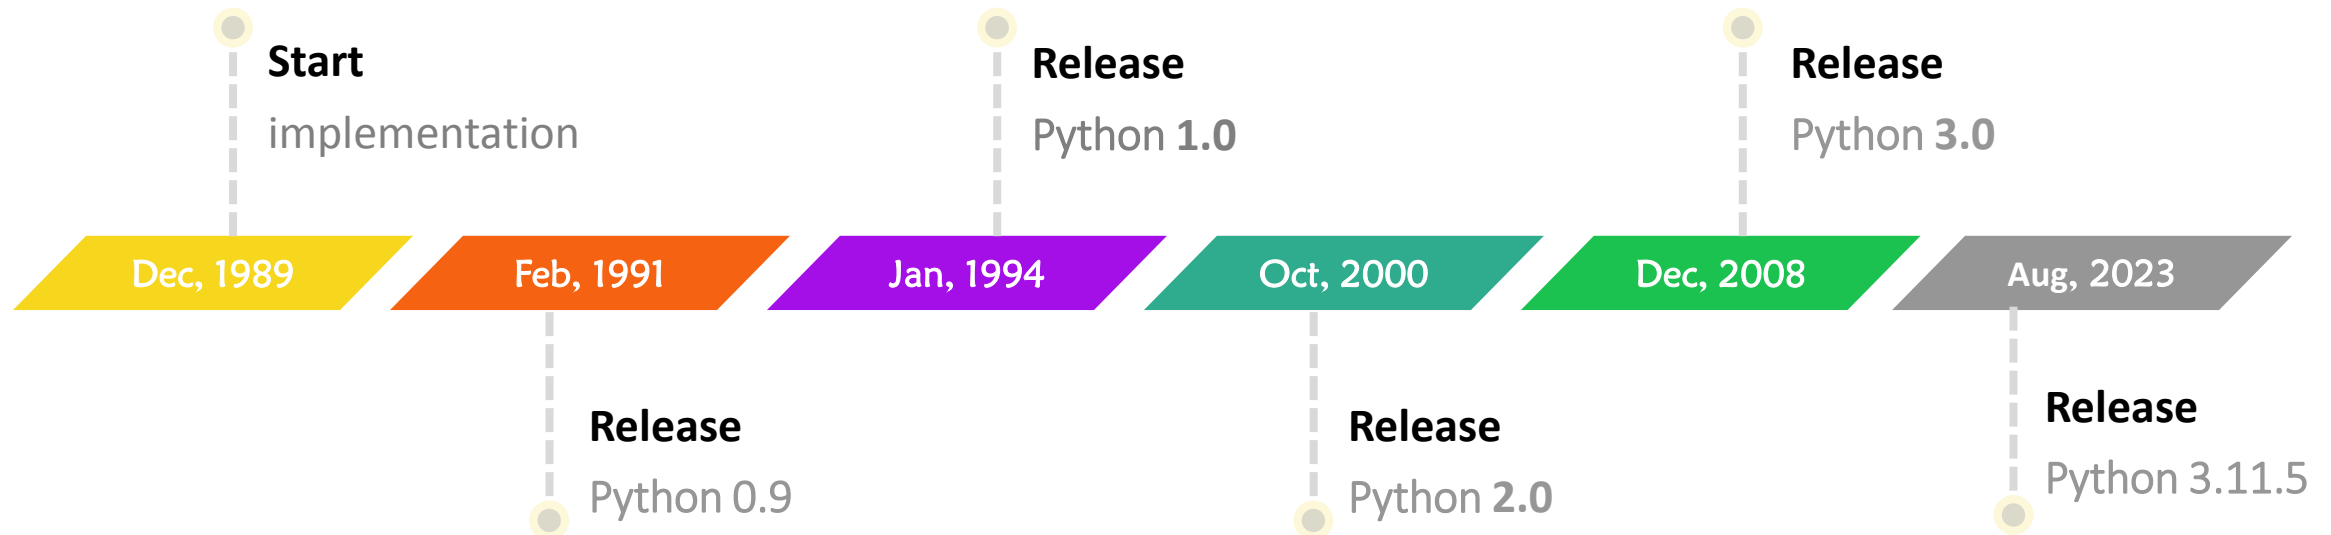 Start
implementation
Release
Python 1.0
Release
Python 3.0
Dec, 1989
Feb, 1991
Jan, 1994
Oct, 2000
Dec, 2008
Aug, 2023
Release
Python 0.9
Release
Python 2.0
Release
Python 3.11.5